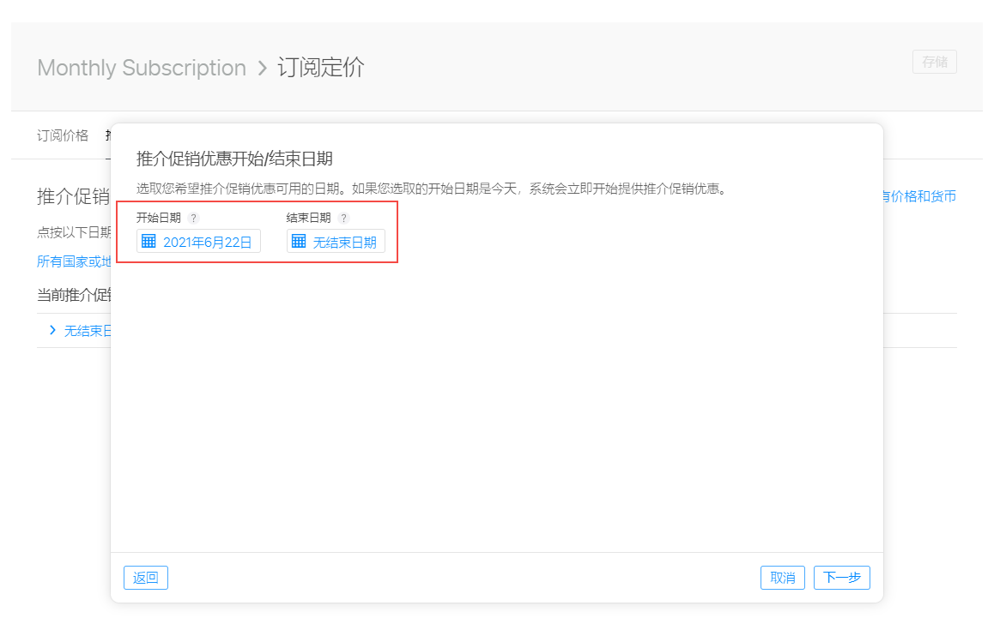 Monthly Subscription > 订阅定价
存储
订阅价格
推介促销优惠开始/结束日期
选取您希望推介促销优惠可用的日期。如果您选取的开始日期是今天，系统会立即开始提供推介促销优惠。
推介促销
有价格和货币
开始日期 ? 结束日期 ?
点按以下日期
2021年6月22日 无结束日期
所有国家或地
当前推介促销
无结束日
返回 取消 下一步